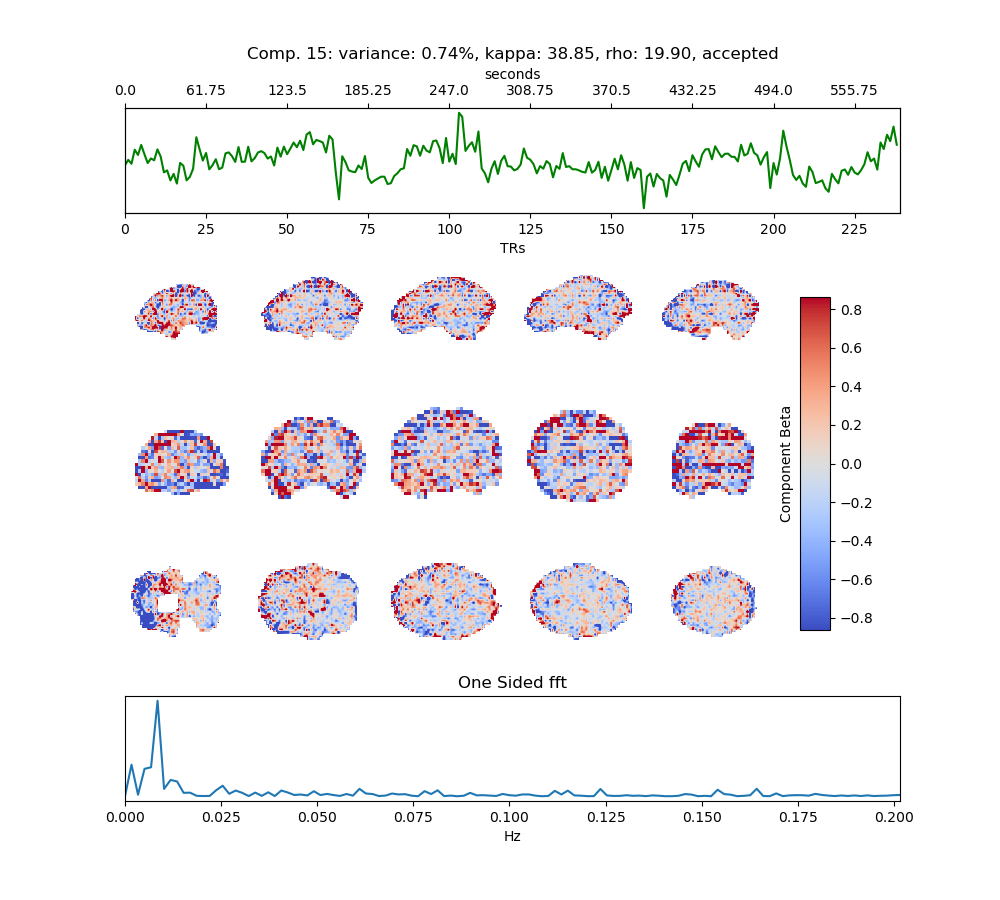 Comp. 15: variance: 0.74%, kappa: 38.85, rho: 19.90, accepted
seconds
0.0 61.75 123.5 185.25 247.0 308.75 370.5 432.25 494.0 555.75
0 25 50 75 100 125 150 175 200 225
TRs
0.8
0.6
0.4
0.2
0.0
−0.2
−0.4
−0.6
−0.8
Component Beta
One Sided fft
0.000 0.025 0.050 0.075 0.100 0.125 0.150 0.175 0.200
Hz